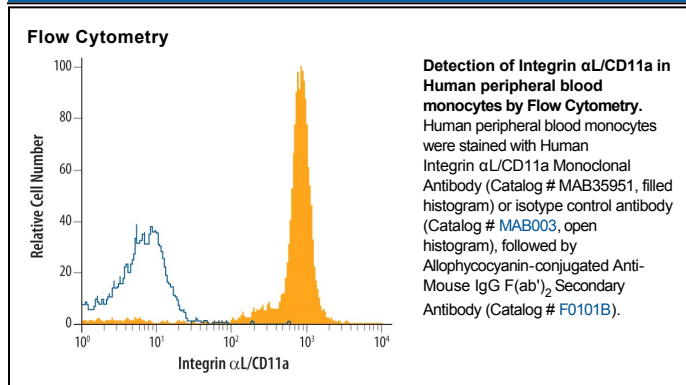 Flow Cytometry
100
80
60
40
20
0
Relative Cell Number
10⁰ 10¹ 10² 10³ 10⁴
Integrin αL/CD11a
Detection of Integrin αL/CD11a in
Human peripheral blood
monocytes by Flow Cytometry.
Human peripheral blood monocytes
were stained with Human
Integrin αL/CD11a Monoclonal
Antibody (Catalog # MAB35951, filled
histogram) or isotype control antibody
(Catalog # MAB003, open
histogram), followed by
Allophycocyanin-conjugated Anti-
Mouse IgG F(ab')₂ Secondary
Antibody (Catalog # F0101B).